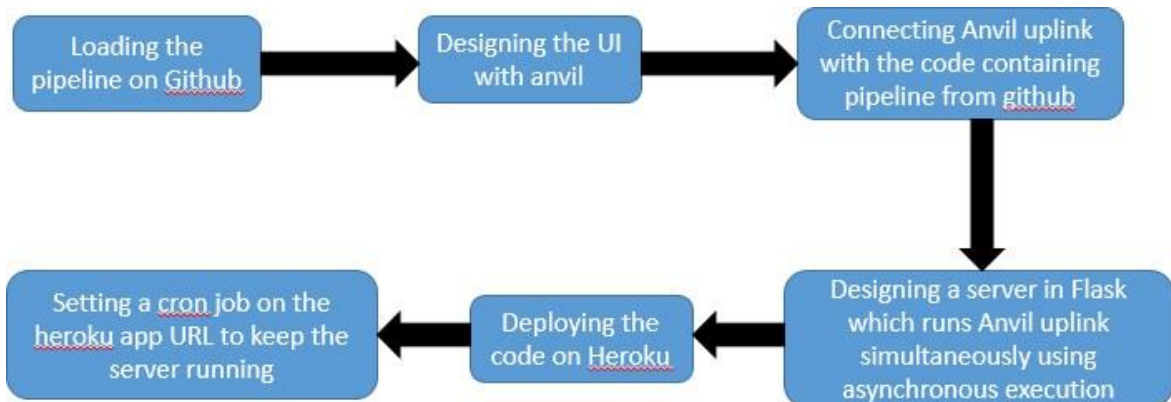 Loading the
pipeline on Github
Designing the UI
with anvil
Connecting Anvil uplink
with the code containing
pipeline from github
Designing a server in Flask
which runs Anvil uplink
simultaneously using
asynchronous execution
Deploying the
code on Heroku
Setting a cron job on the
heroku app URL to keep the
server running